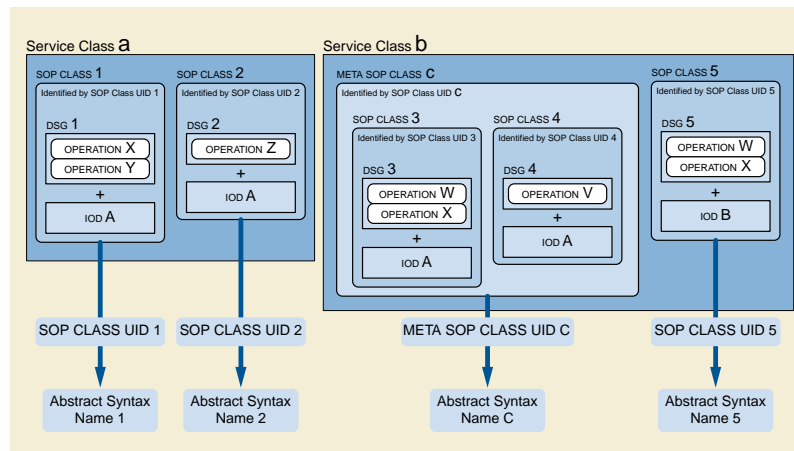 Service Class a
SOP CLASS 1
Identified by SOP Class UID 1
DSG 1
OPERATION X
OPERATION Y
+
IOD A
SOP CLASS 2
Identified by SOP Class UID 2
DSG 2
OPERATION Z
+
IOD A
Service Class b
META SOP CLASS C
Identified by SOP Class UID C
SOP CLASS 3
Identified by SOP Class UID 3
DSG 3
OPERATION W
OPERATION X
+
IOD A
SOP CLASS 4
Identified by SOP Class UID 4
DSG 4
OPERATION V
+
IOD A
SOP CLASS 5
Identified by SOP Class UID 5
DSG 5
OPERATION W
OPERATION X
+
IOD B
SOP CLASS UID 1
SOP CLASS UID 2
META SOP CLASS UID C
SOP CLASS UID 5
Abstract Syntax
Name 1
Abstract Syntax
Name 2
Abstract Syntax
Name C
Abstract Syntax
Name 5